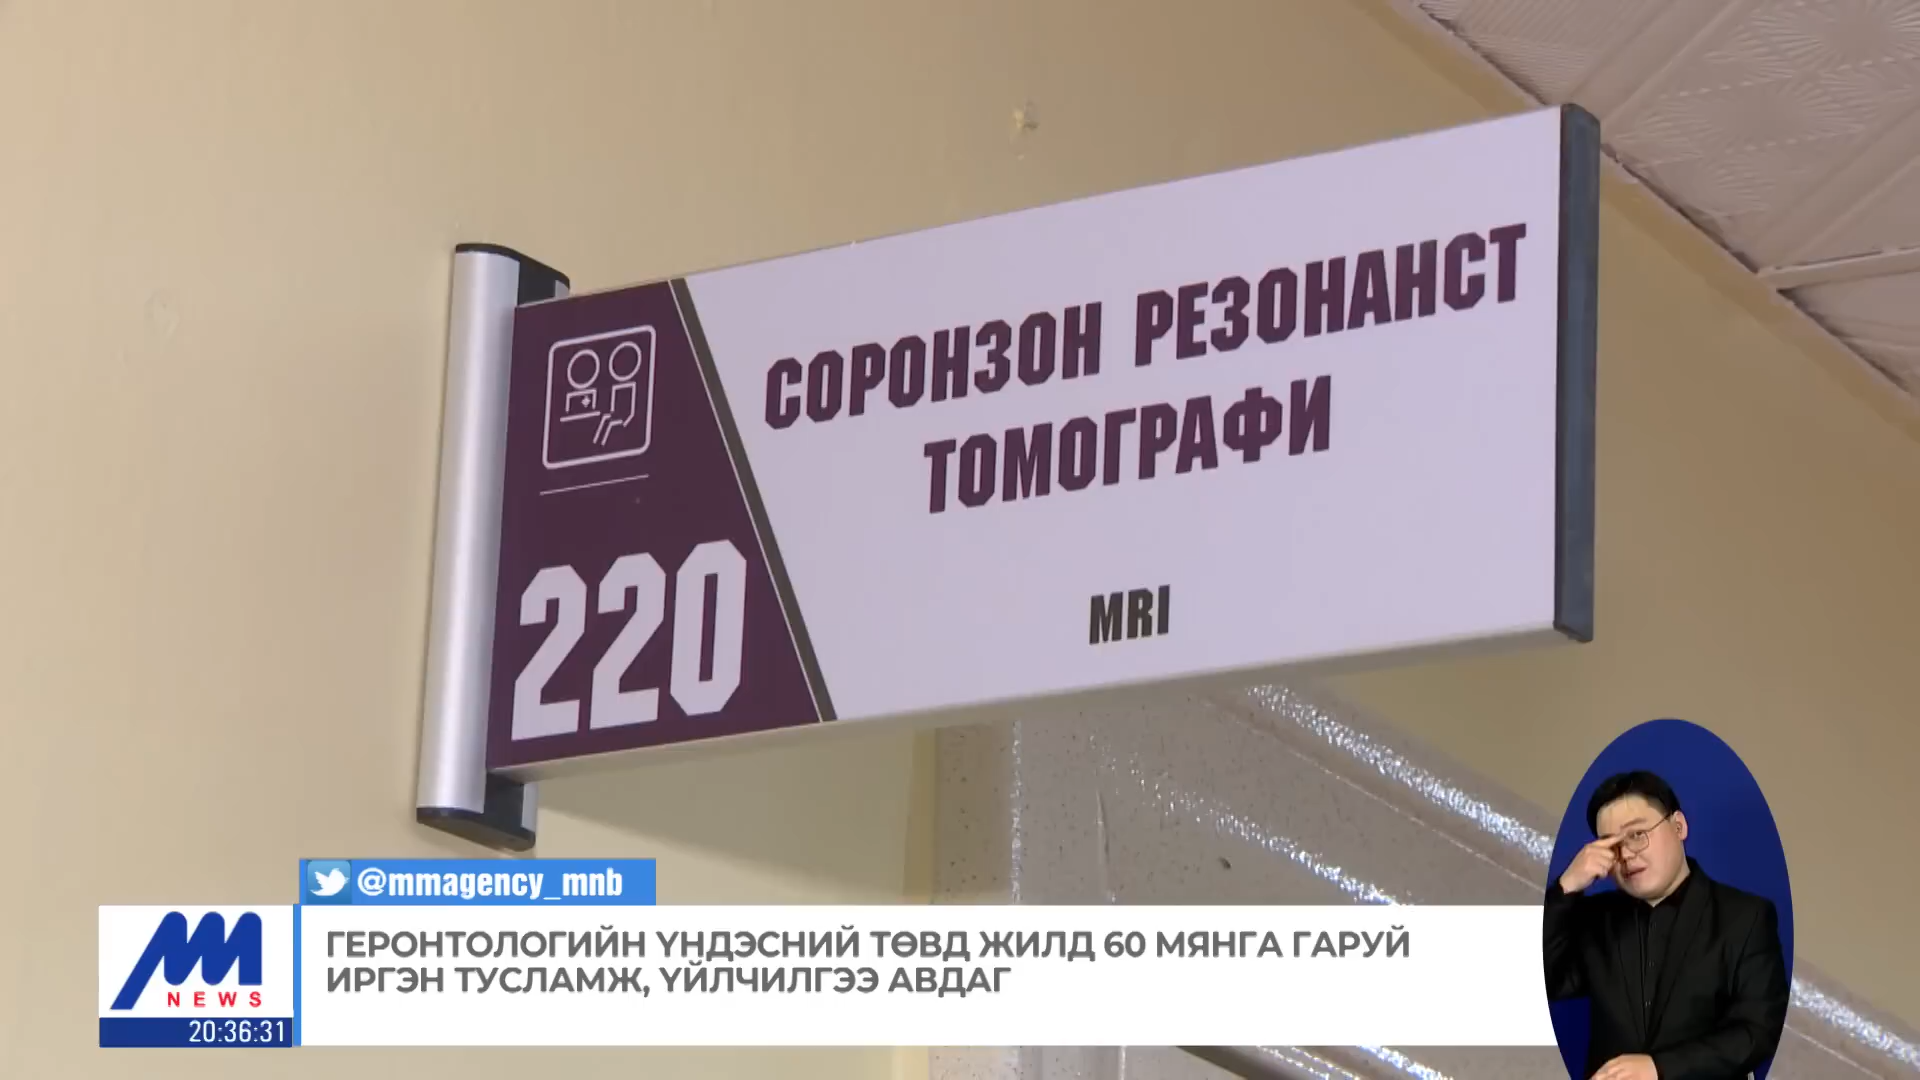 СОРОНЗОН РЕЗОНАНСТ
ТОМОГРАФИ
MRI
220
@mmagency_mnb
ГЕРОНТОЛОГИЙН ҮНДЭСНИЙ ТӨВД ЖИЛД 60 МЯНГА ГАРУЙ
ИРГЭН ТУСЛАМЖ, ҮЙЛЧИЛГЭЭ АВДАГ
NEWS
20:36:31